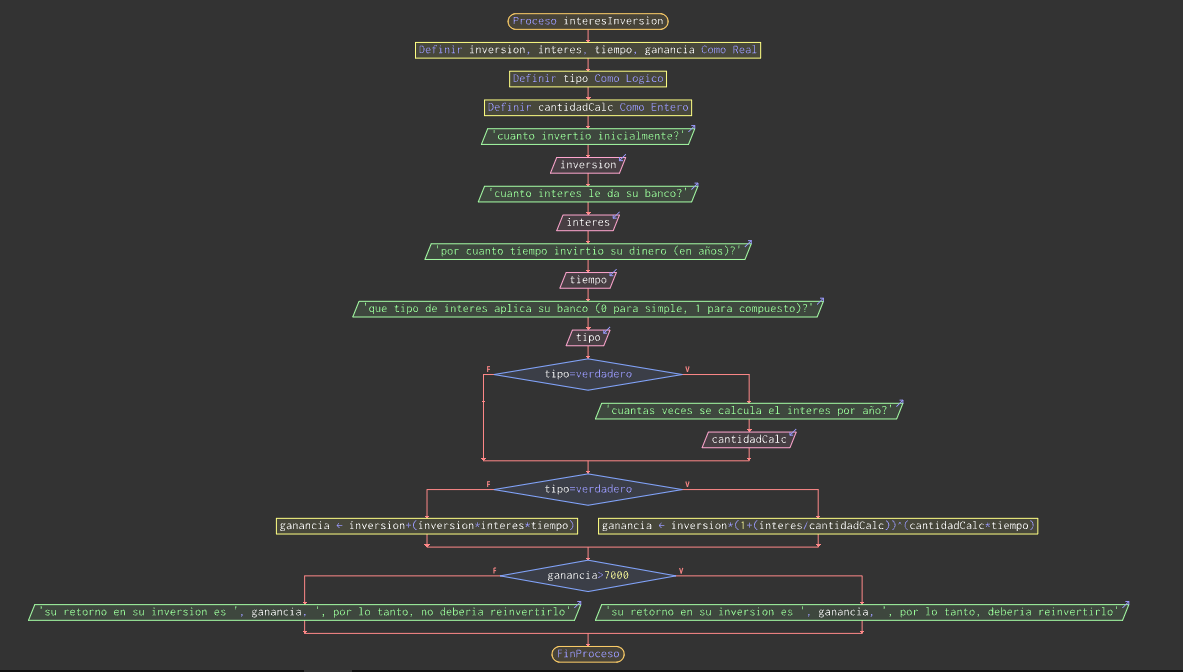 Proceso interesInversion
Definir inversion, interes, tiempo, ganancia Como Real
Definir tipo Como Logico
Definir cantidadCalc Como Entero
'cuanto invertio inicialmente?'
inversion
'cuanto interes le da su banco?'
interes
'por cuanto tiempo invirtio su dinero (en años)?'
tiempo
'que tipo de interes aplica su banco (0 para simple, 1 para compuesto)?'
tipo
F tipo=verdadero V
'cuantas veces se calcula el interes por año?'
cantidadCalc
F tipo=verdadero V
ganancia ← inversion+(inversion*interes*tiempo) ganancia ← inversion*(1+(interes/cantidadCalc))^(cantidadCalc*tiempo)
F ganancia>7000 V
'su retorno en su inversion es ', ganancia, ', por lo tanto, no deberia reinvertirlo' 'su retorno en su inversion es ', ganancia, ', por lo tanto, deberia reinvertirlo'
FinProceso